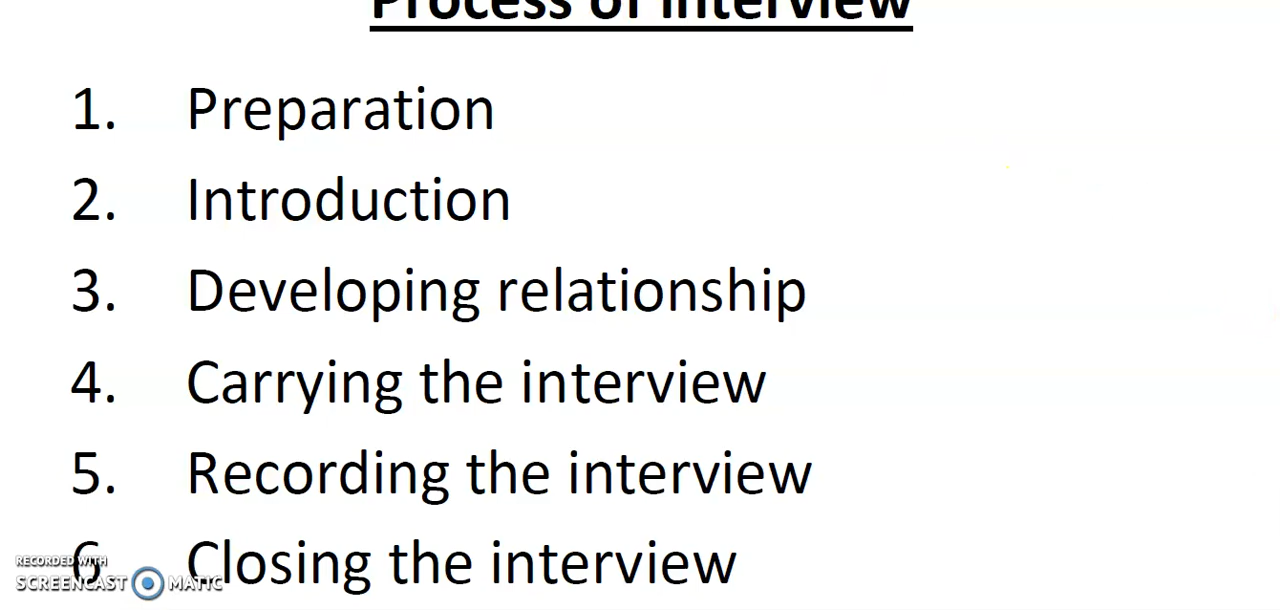 Process of interview
1. Preparation
2. Introduction
3. Developing relationship
4. Carrying the interview
5. Recording the interview
6 Closing the interview
RECORDED WITH
SCREENCAST MATIC